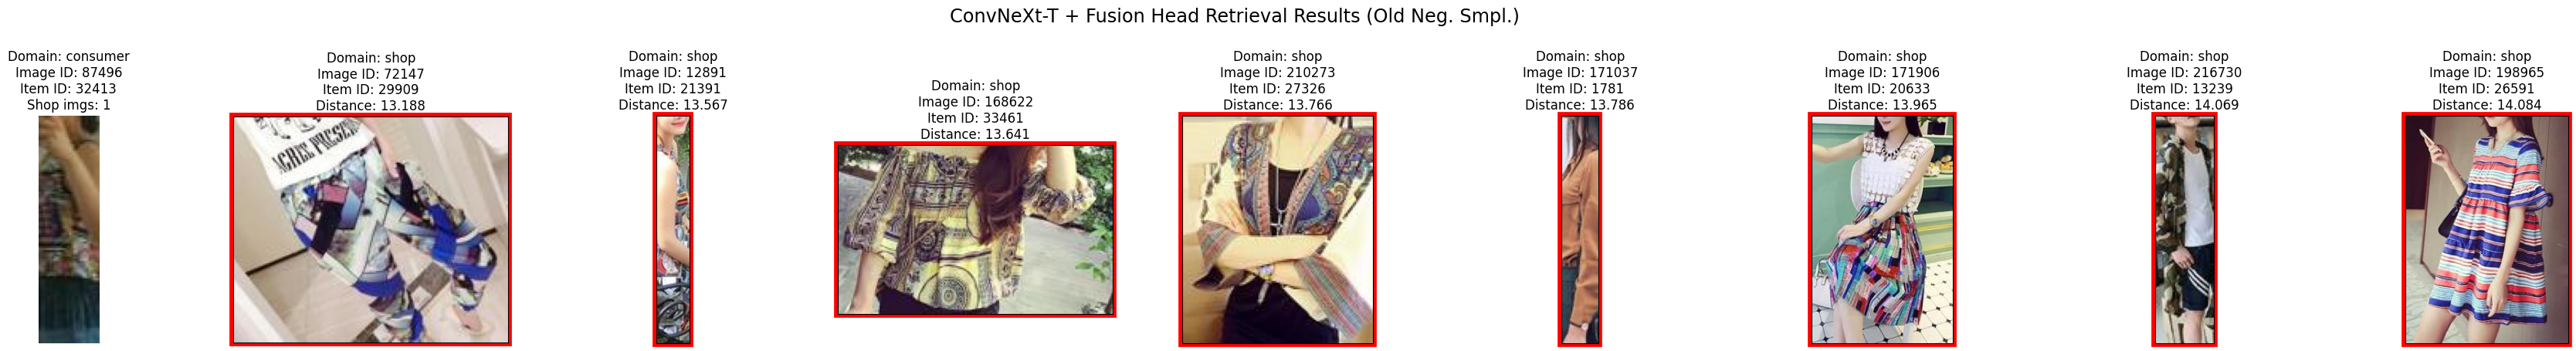 ConvNeXt-T + Fusion Head Retrieval Results (Old Neg. Smpl.)
Domain: consumer
Image ID: 87496
Item ID: 32413
Shop imgs: 1
Domain: shop
Image ID: 72147
Item ID: 29909
Distance: 13.188
Domain: shop
Image ID: 12891
Item ID: 21391
Distance: 13.567
Domain: shop
Image ID: 168622
Item ID: 33461
Distance: 13.641
Domain: shop
Image ID: 210273
Item ID: 27326
Distance: 13.766
Domain: shop
Image ID: 171037
Item ID: 1781
Distance: 13.786
Domain: shop
Image ID: 171906
Item ID: 20633
Distance: 13.965
Domain: shop
Image ID: 216730
Item ID: 13239
Distance: 14.069
Domain: shop
Image ID: 198965
Item ID: 26591
Distance: 14.084